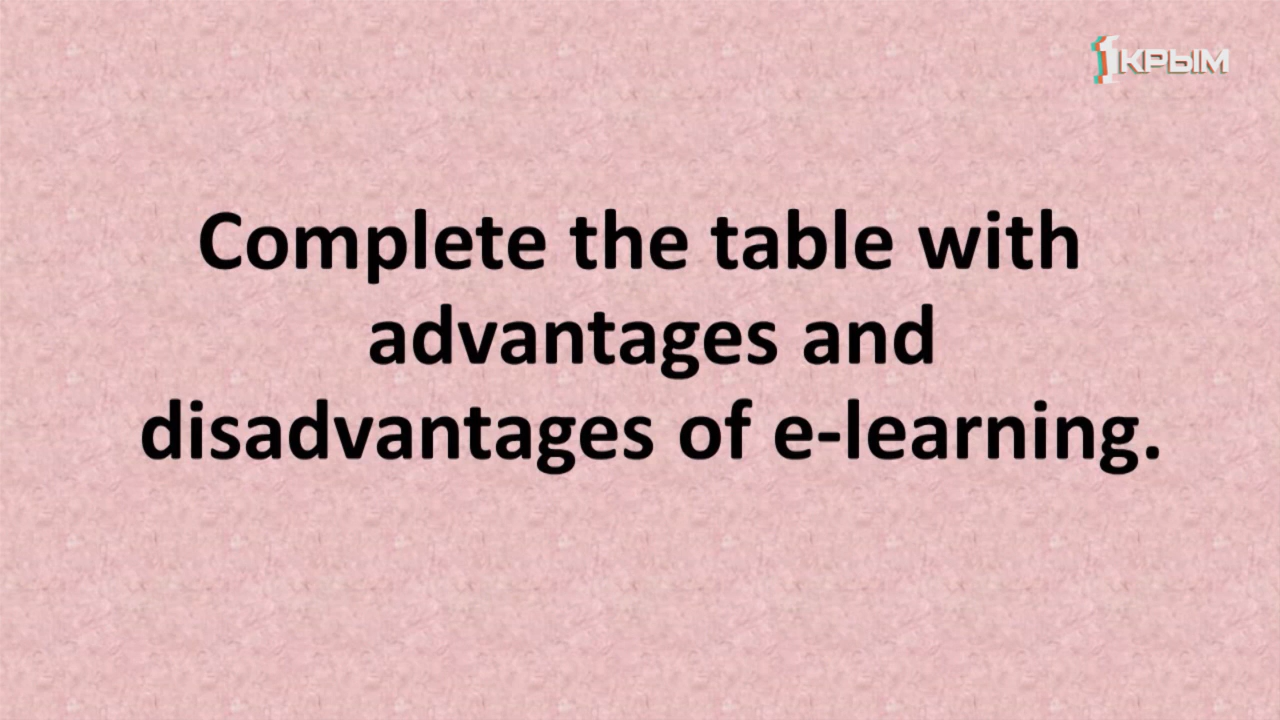 1КРЫМ
Complete the table with
advantages and
disadvantages of e-learning.